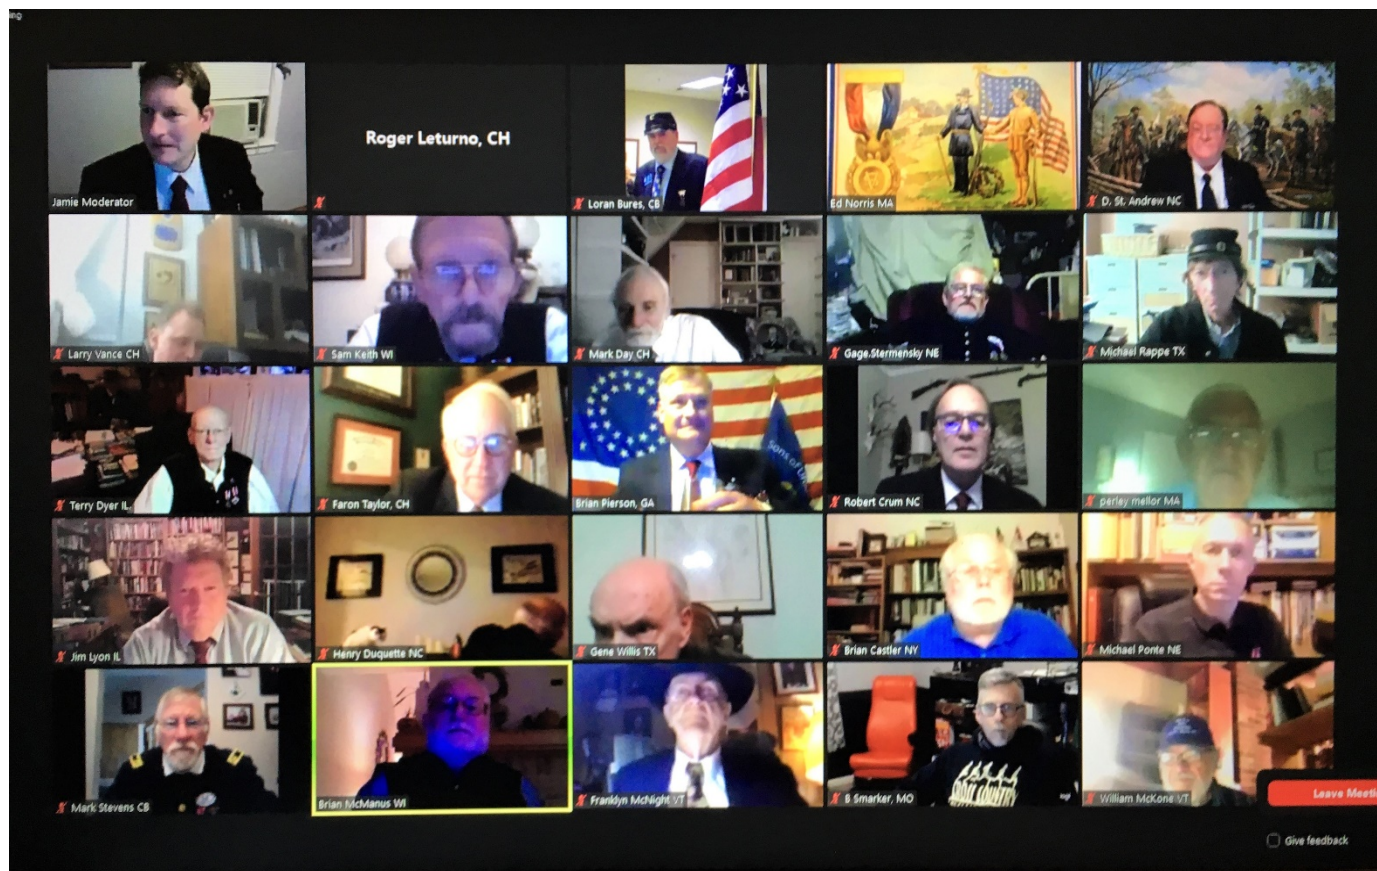 Jamie Moderator
Roger Leturno, CH
Loran Bures, CB
Ed Norris MA
D. St. Andrew NC
Larry Vance CH
Sam Keith WI
Mark Day CH
Gage.Stermensky NE
Michael Rappe TX
Terry Dyer IL
Faron Taylor, CH
Brian Pierson, GA
Sons of
Robert Crum NC
perley mellor MA
Jim Lyon IL
Henry Duquette NC
Gene Willis TX
Brian Castler NY
Michael Ponte NE
Mark Stevens CB
Brian McManus WI
Franklyn McNight VT
B Smarker, MO
CROSS COUNTRY
William McKone VT
Leave Meeti
Give feedback